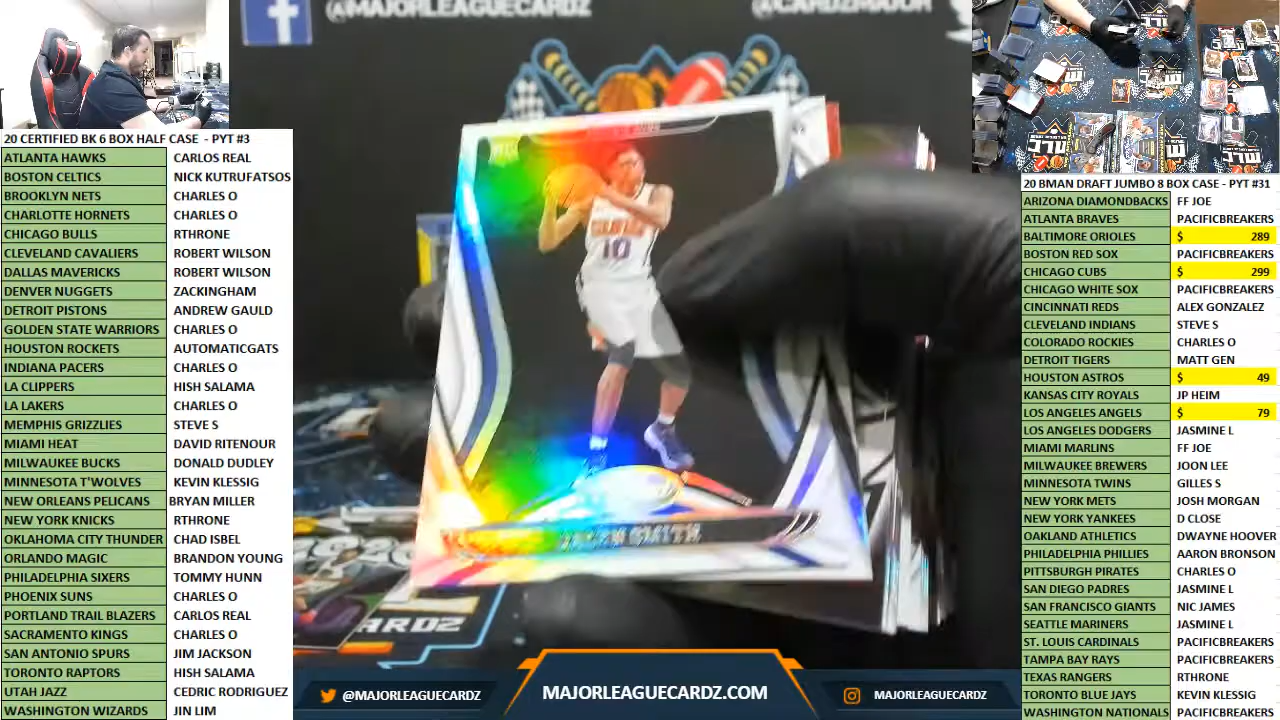 @MAJORLEAGUECARDZ
@CARDZMAJOR
20 CERTIFIED BK 6 BOX HALF CASE - PYT #3
ATLANTA HAWKS CARLOS REAL
BOSTON CELTICS NICK KUTRUFATSOS
BROOKLYN NETS CHARLES O
CHARLOTTE HORNETS CHARLES O
CHICAGO BULLS RTHRONE
CLEVELAND CAVALIERS ROBERT WILSON
DALLAS MAVERICKS ROBERT WILSON
DENVER NUGGETS ZACKINGHAM
DETROIT PISTONS ANDREW GAULD
GOLDEN STATE WARRIORS CHARLES O
HOUSTON ROCKETS AUTOMATICGATS
INDIANA PACERS CHARLES O
LA CLIPPERS HISH SALAMA
LA LAKERS CHARLES O
MEMPHIS GRIZZLIES STEVE S
MIAMI HEAT DAVID RITENOUR
MILWAUKEE BUCKS DONALD DUDLEY
MINNESOTA T'WOLVES KEVIN KLESSIG
NEW ORLEANS PELICANS BRYAN MILLER
NEW YORK KNICKS RTHRONE
OKLAHOMA CITY THUNDER CHAD ISBEL
ORLANDO MAGIC BRANDON YOUNG
PHILADELPHIA SIXERS TOMMY HUNN
PHOENIX SUNS CHARLES O
PORTLAND TRAIL BLAZERS CARLOS REAL
SACRAMENTO KINGS CHARLES O
SAN ANTONIO SPURS JIM JACKSON
TORONTO RAPTORS HISH SALAMA
UTAH JAZZ CEDRIC RODRIGUEZ
WASHINGTON WIZARDS JIN LIM
10
SMITH
@MAJORLEAGUECARDZ
MAJORLEAGUECARDZ.COM
MAJORLEAGUECARDZ
20 BMAN DRAFT JUMBO 8 BOX CASE - PYT #31
ARIZONA DIAMONDBACKS FF JOE
ATLANTA BRAVES PACIFICBREAKERS
BALTIMORE ORIOLES $ 289
BOSTON RED SOX PACIFICBREAKERS
CHICAGO CUBS $ 299
CHICAGO WHITE SOX PACIFICBREAKERS
CINCINNATI REDS ALEX GONZALEZ
CLEVELAND INDIANS STEVE S
COLORADO ROCKIES CHARLES O
DETROIT TIGERS MATT GEN
HOUSTON ASTROS $ 49
KANSAS CITY ROYALS JP HEIM
LOS ANGELES ANGELS $ 79
LOS ANGELES DODGERS JASMINE L
MIAMI MARLINS FF JOE
MILWAUKEE BREWERS JOON LEE
MINNESOTA TWINS GILLES S
NEW YORK METS JOSH MORGAN
NEW YORK YANKEES D CLOSE
OAKLAND ATHLETICS DWAYNE HOOVER
PHILADELPHIA PHILLIES AARON BRONSON
PITTSBURGH PIRATES CHARLES O
SAN DIEGO PADRES JASMINE L
SAN FRANCISCO GIANTS NIC JAMES
SEATTLE MARINERS JASMINE L
ST. LOUIS CARDINALS PACIFICBREAKERS
TAMPA BAY RAYS PACIFICBREAKERS
TEXAS RANGERS RTHRONE
TORONTO BLUE JAYS KEVIN KLESSIG
WASHINGTON NATIONALS PACIFICBREAKERS